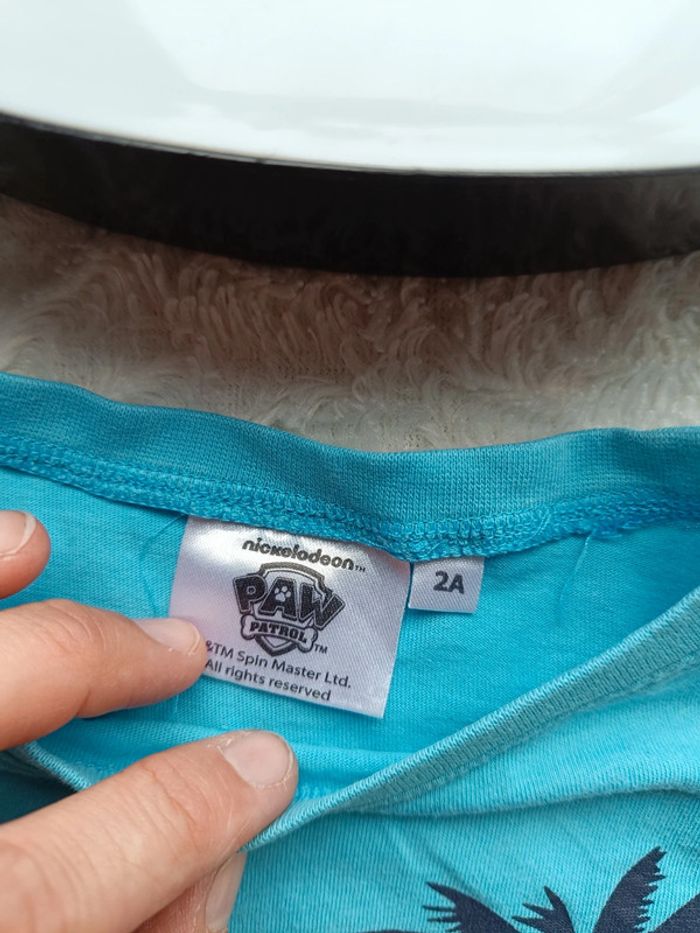 nickelodeon™
PAW
PATROL™
&TM Spin Master Ltd.
All rights reserved
2A